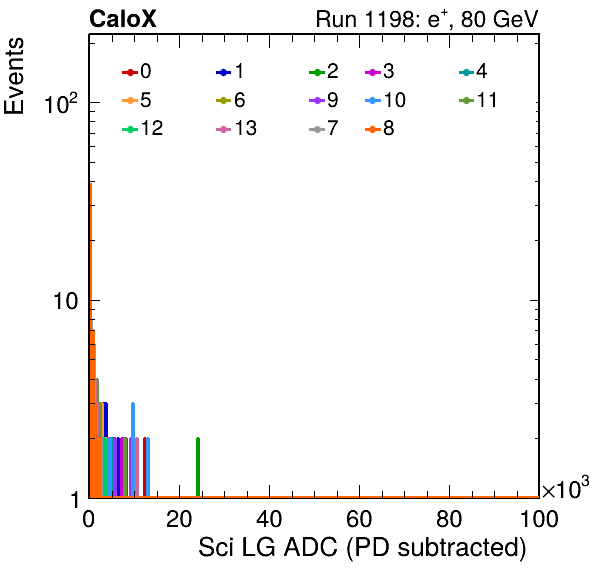 CaloX Run 1198: e⁺, 80 GeV
Events
0 1 2 3 4
5 6 9 10 11
12 13 7 8
10²
10
1
0 20 40 60 80 100
×10³
Sci LG ADC (PD subtracted)